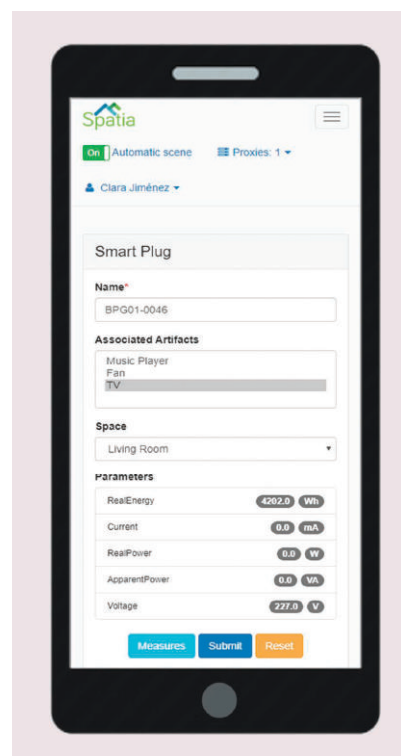 Spatia
On Automatic scene Proxies: 1
Clara Jiménez
Smart Plug
Name*
BPG01-0046
Associated Artifacts
Music Player
Fan
TV
Space
Living Room
Parameters
RealEnergy 4202.0 Wh
Current 0.0 mA
RealPower 0.0 W
ApparentPower 0.0 VA
Voltage 227.0 V
Measures Submit Reset